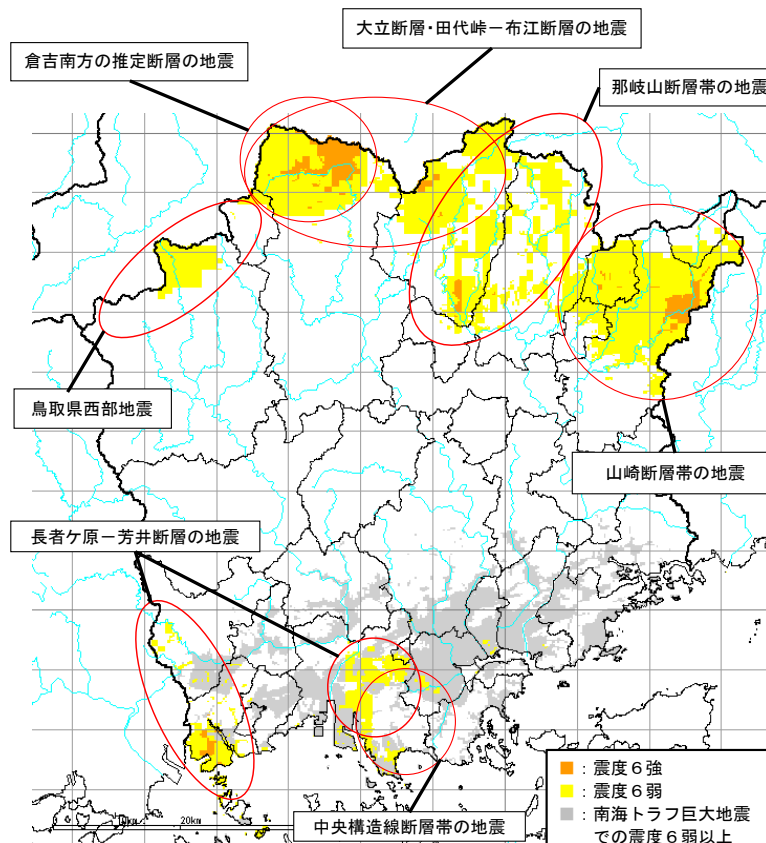 大立断層・田代峠－布江断層の地震
倉吉南方の推定断層の地震
那岐山断層帯の地震
鳥取県西部地震
山崎断層帯の地震
長者ケ原－芳井断層の地震
中央構造線断層帯の地震
20km
：震度６強
：震度６弱
：南海トラフ巨大地震
での震度６弱以上